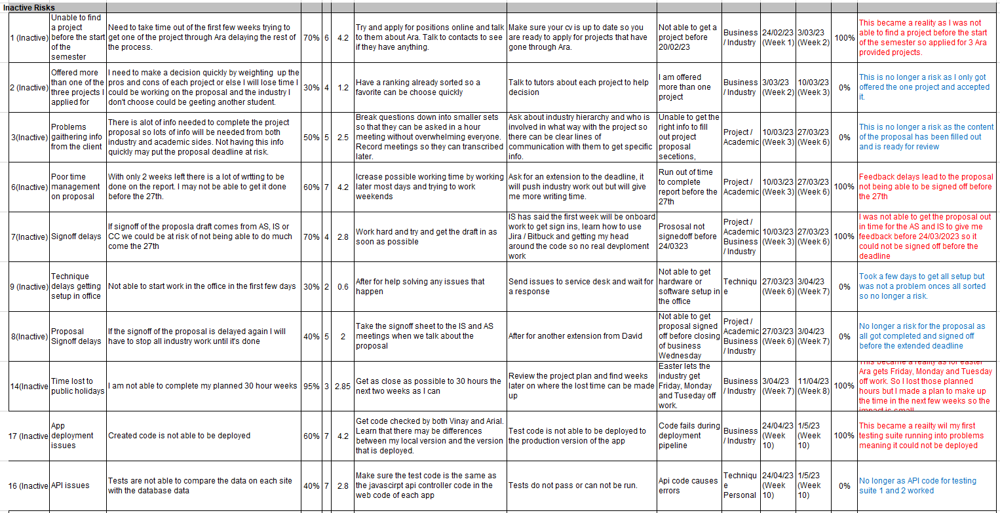 Inactive Risks
1 (Inactive)
Unable to find
a project
before the start
of the
semester
Need to take time out of the first few weeks trying to
get one of the project through Ara delaying the rest of
the process.
70%
6
4.2
Try and apply for positions online and talk
to them about Ara. Talk to contacts to see
if they have anything.
Make sure your cv is up to date so you
are ready to apply for projects that have
gone through Ara.
Not able to get a
project before
20/02/23
Business
/ Industry
24/02/23
(Week 1)
3/03/23
(Week 2)
100%
This became a reality as I was not
able to find a project before the start
of the semester so applied for 3 Ara
provided projects.
2 (Inactive)
Offered more
than one of the
three projects I
applied for
I need to make a decision quickly by weighting up the
pros and cons of each project or else I will lose time I
could be working on the proposal and the industry I
don't choose could be geeting another student.
30%
4
1.2
Have a ranking already sorted so a
favorite can be choose quickly
Talk to tutors about each project to help
decision
I am offered
more than one
project
Business
/ Industry
3/03/23
(Week 2)
10/03/23
(Week 3)
0%
This is no longer a risk as I only got
offered the one project and accepted
it.
3(Inactive)
Problems
gaithering info
from the client
There is alot of info needed to complete the project
proposal so lots of info will be needed from both
industry and academic sides. Not having this info
quickly may put the proposal deadline at risk.
50%
5
2.5
Break questions down into smaller sets
so that they can be asked in a hour
meeting without overwhelming everyone.
Record meetings so they can transcribed
later.
Ask about industry hierarchy and who is
involved in what way with the project so
there can be clear lines of
communication with them to get specific
info.
Unable to get the
right info to fill
out project
proposal
secetions,
Project /
Academic
10/03/23
(Week 3)
27/03/23
(Week 6)
0%
This is no longer a risk as the content
of the proposal has been filled out
and is ready for review
6(Inactive)
Poor time
management
on proposal
With only 2 weeks left there is a lot of wrtting to be
done on the report. I may not be able to get it done
before the 27th.
60%
7
4.2
Icrease possible working time by working
later most days and trying to work
weekends
Ask for an extension to the deadline, it
will push industry work out but will give
me more writing time.
Run out of time
to complete
report before the
27th
Project /
Academic
10/03/23
(Week 3)
27/03/23
(Week 6)
100%
Feedback delays lead to the proposal
not being able to be signed off before
the 27th
7(Inactive)
Signoff delays
If signoff of the proposla draft comes from AS, IS or
CC we could be at risk of not being able to do much
come the 27th
70%
4
2.8
Work hard and try and get the draft in as
soon as possible
IS has said the first week will be onboard
work to get sign ins, learn how to use
Jira / Bitbuck and getting my head
around the code so no real devploment
work
Prososal not
signedoff before
24/0323
Project /
Academic
Business
/ Industry
10/03/23
(Week 3)
27/03/23
(Week 6)
100%
I was not able to get the proposal out
in time for the AS and IS to give me
feedback before 24/03/2023 so it
could not be signed off before the
deadline
9 (Inactive)
Technique
delays getting
setup in office
Not able to start work in the office in the first few days
30%
2
0.6
After for help solving any issues that
happen
Send issues to service desk and wait for
a response
Not able to get
hardware or
software setup in
the office
Techniqu
e
27/03/23
(Week 6)
3/04/23
(Week 7)
0%
Took a few days to get all setup but
was not a problem onces all sorted
so no longer a risk.
8(Inactive)
Proposal
Signoff delays
If the signoff of the proposal is delayed again I will
have to stop all industry work until it's done
40%
5
2
Take the signoff sheet to the IS and AS
meetings when we talk about the
proposal
After for another extension from David
Not able to get
proposal signed
off before closing
of business
Wednesday
Project /
Academic
Business
/ Industry
27/03/23
(Week 6)
3/04/23
(Week 7)
0%
No longer a risk for the proposal as
all got completed and signed off
before the extended deadline
14(Inactive
Time lost to
public holidays
I am not able to complete my planned 30 hour weeks
95%
3
2.85
Get as close as possible to 30 hours the
next two weeks as I can
Review the project plan and find weeks
later on where the lost time can be made
up
Easter lets the
industry get
Friday, Monday
and Tuseday off
work.
Business
/ Industry
3/04/23
(Week 7)
11/04/23
(Week 8)
100%
This became a reality as for easter
Ara gets Friday, Monday and Tuesday
off work. So I lost those planned
hours but I made a plan to make up
the time in the next few weeks so the
impact is small
17 (Inactive
App
deployment
issues
Created code is not able to be deployed
60%
7
4.2
Get code checked by both Vinay and Arial.
Learn that there may be differences
between my local version and the version
that is deployed.
Test code is not able to be deployed to
the production version of the app
Code fails during
deployment
pipeline
Business
/ Industry
24/04/23
(Week
10)
1/5/23
(Week
10)
100%
This became a reailty wil my first
testing suite running into problems
meaning it could not be deployed
16 (Inactive
API issues
Tests are not able to compare the data on each site
with the database data
40%
7
2.8
Make sure the test code is the same as
the javascirpt api controller code in the
web code of each app
Tests do not pass or can not be run.
Api code causes
errors
Techniqu
e
Personal
24/04/23
(Week
10)
1/5/23
(Week
10)
0%
No longer as API code for testing
suite 1 and 2 worked